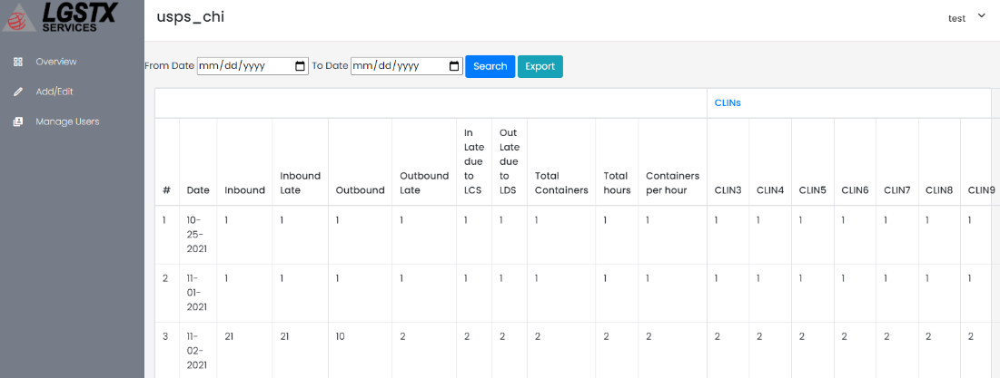 LGSTX
SERVICES
usps_chi
test
Overview
Add/Edit
Manage Users
From Date mm/dd/yyyy To Date mm/dd/yyyy Search Export
CLINs
# Date Inbound Inbound Late Outbound Outbound Late In Late due to LCS Out Late due to LDS Total Containers Total hours Containers per hour CLIN3 CLIN4 CLIN5 CLIN6 CLIN7 CLIN8 CLIN9
1 10-25-2021 1 1 1 1 1 1 1 1 1 1 1 1 1 1 1 1
2 11-01-2021 1 1 1 1 1 1 1 1 1 1 1 1 1 1 1 1
3 11-02-2021 21 21 10 2 2 2 2 2 2 2 2 2 2 2 2 2